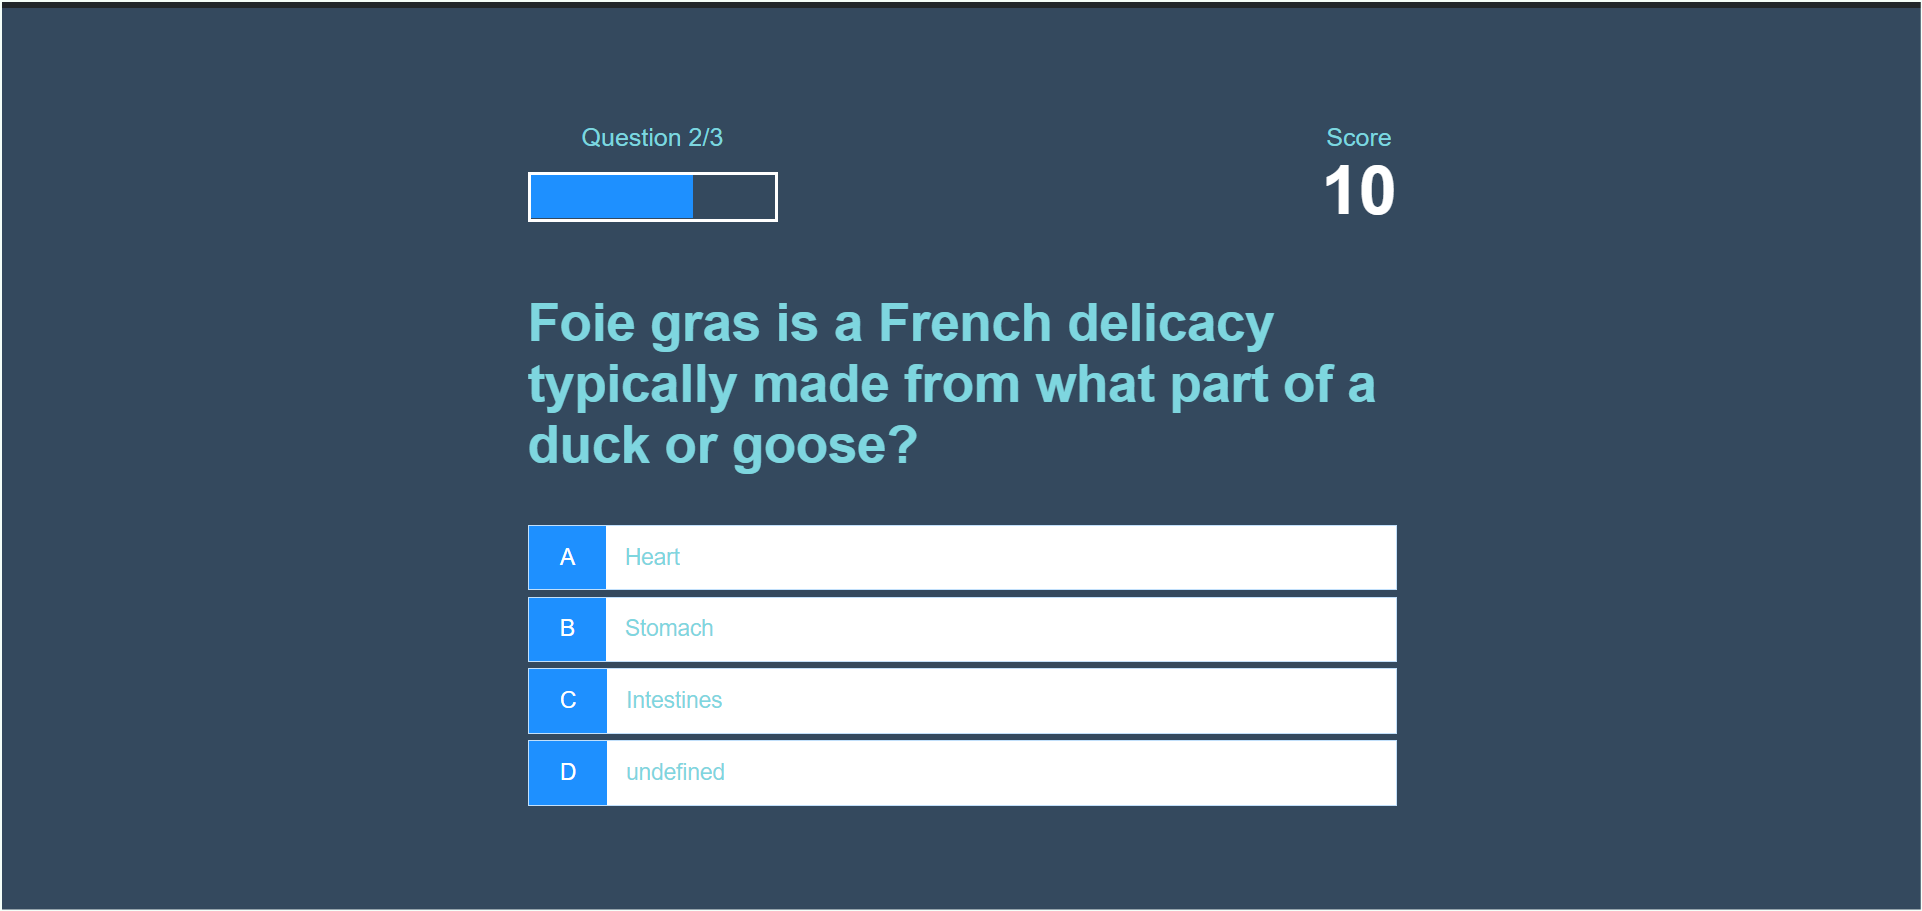 Question 2/3
Score
10
Foie gras is a French delicacy
typically made from what part of a
duck or goose?
A Heart
B Stomach
C Intestines
D undefined